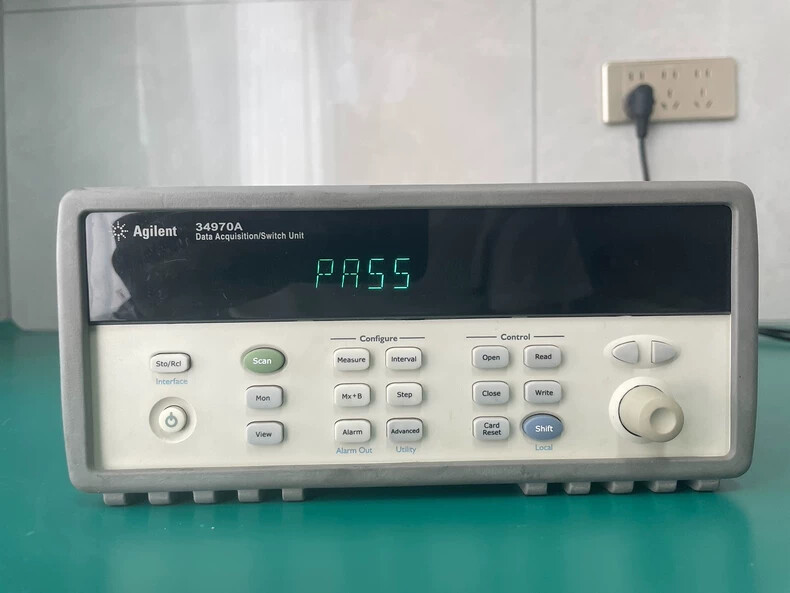 Agilent
34970A
Data Acquisition/Switch Unit
PASS
Configure
Control
Sto/Rcl
Interface
Scan
Measure
Interval
Open
Read
Mon
Mx+B
Step
Close
Write
View
Alarm
Alarm Out
Advanced
Utility
Card
Reset
Shift
Local